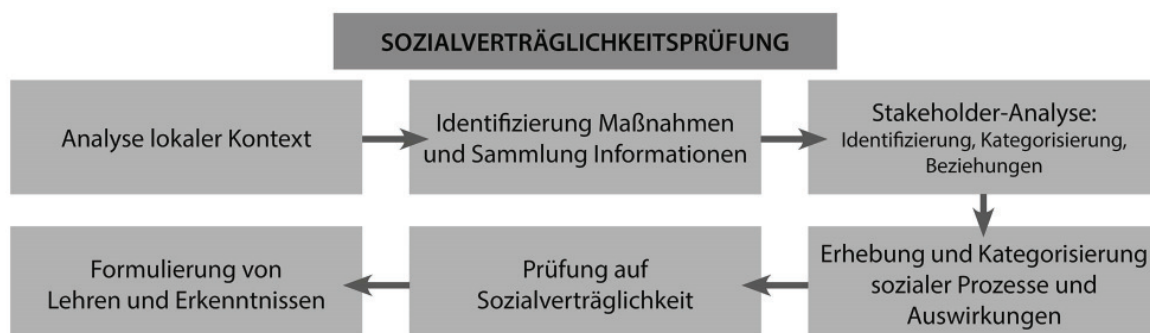 SOZIALVERTRÄGLICHKEITSPRÜFUNG
Analyse lokaler Kontext
Identifizierung Maßnahmen
und Sammlung Informationen
Stakeholder-Analyse:
Identifizierung, Kategorisierung,
Beziehungen
Erhebung und Kategorisierung
sozialer Prozesse und
Auswirkungen
Prüfung auf
Sozialverträglichkeit
Formulierung von
Lehren und Erkenntnissen